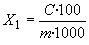 X₁ = C·100 / m·1000